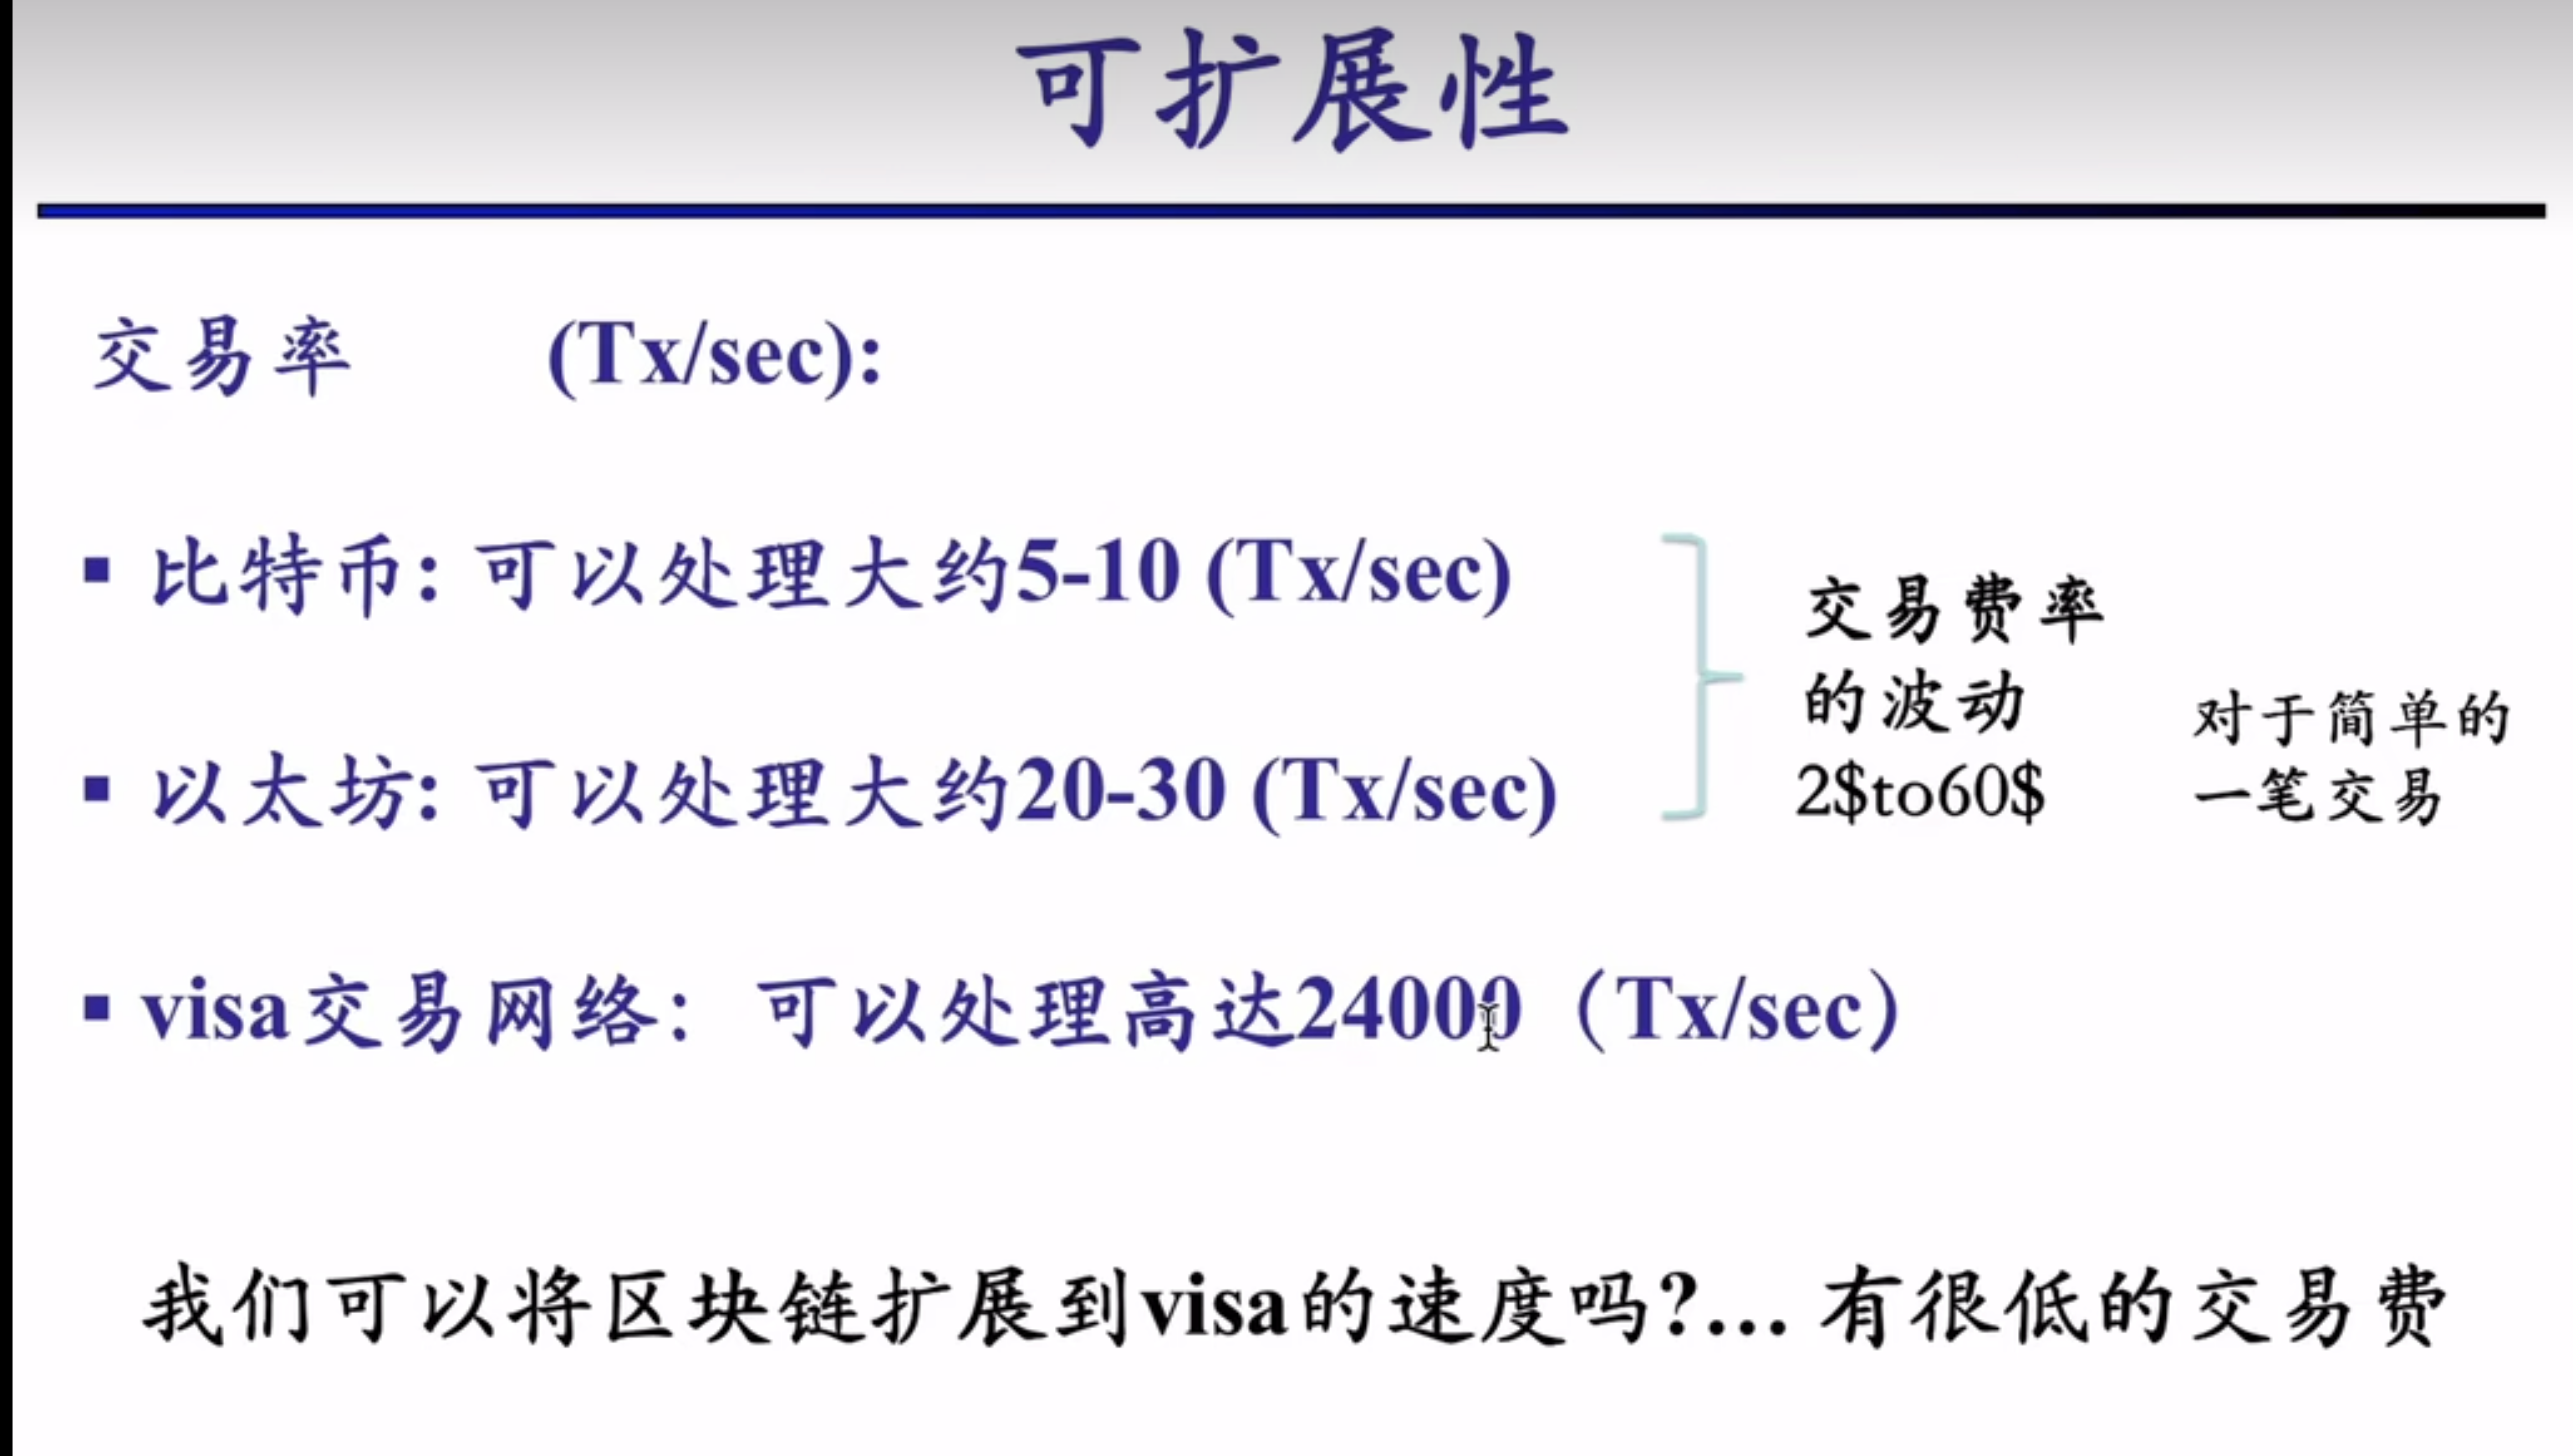 可扩展性
交易率 (Tx/sec):
▪ 比特币: 可以处理大约5-10 (Tx/sec)
▪ 以太坊: 可以处理大约20-30 (Tx/sec)
交易费率
的波动
2$to60$
对于简单的
一笔交易
▪ visa交易网络： 可以处理高达24000（Tx/sec）
我们可以将区块链扩展到visa的速度吗?... 有很低的交易费